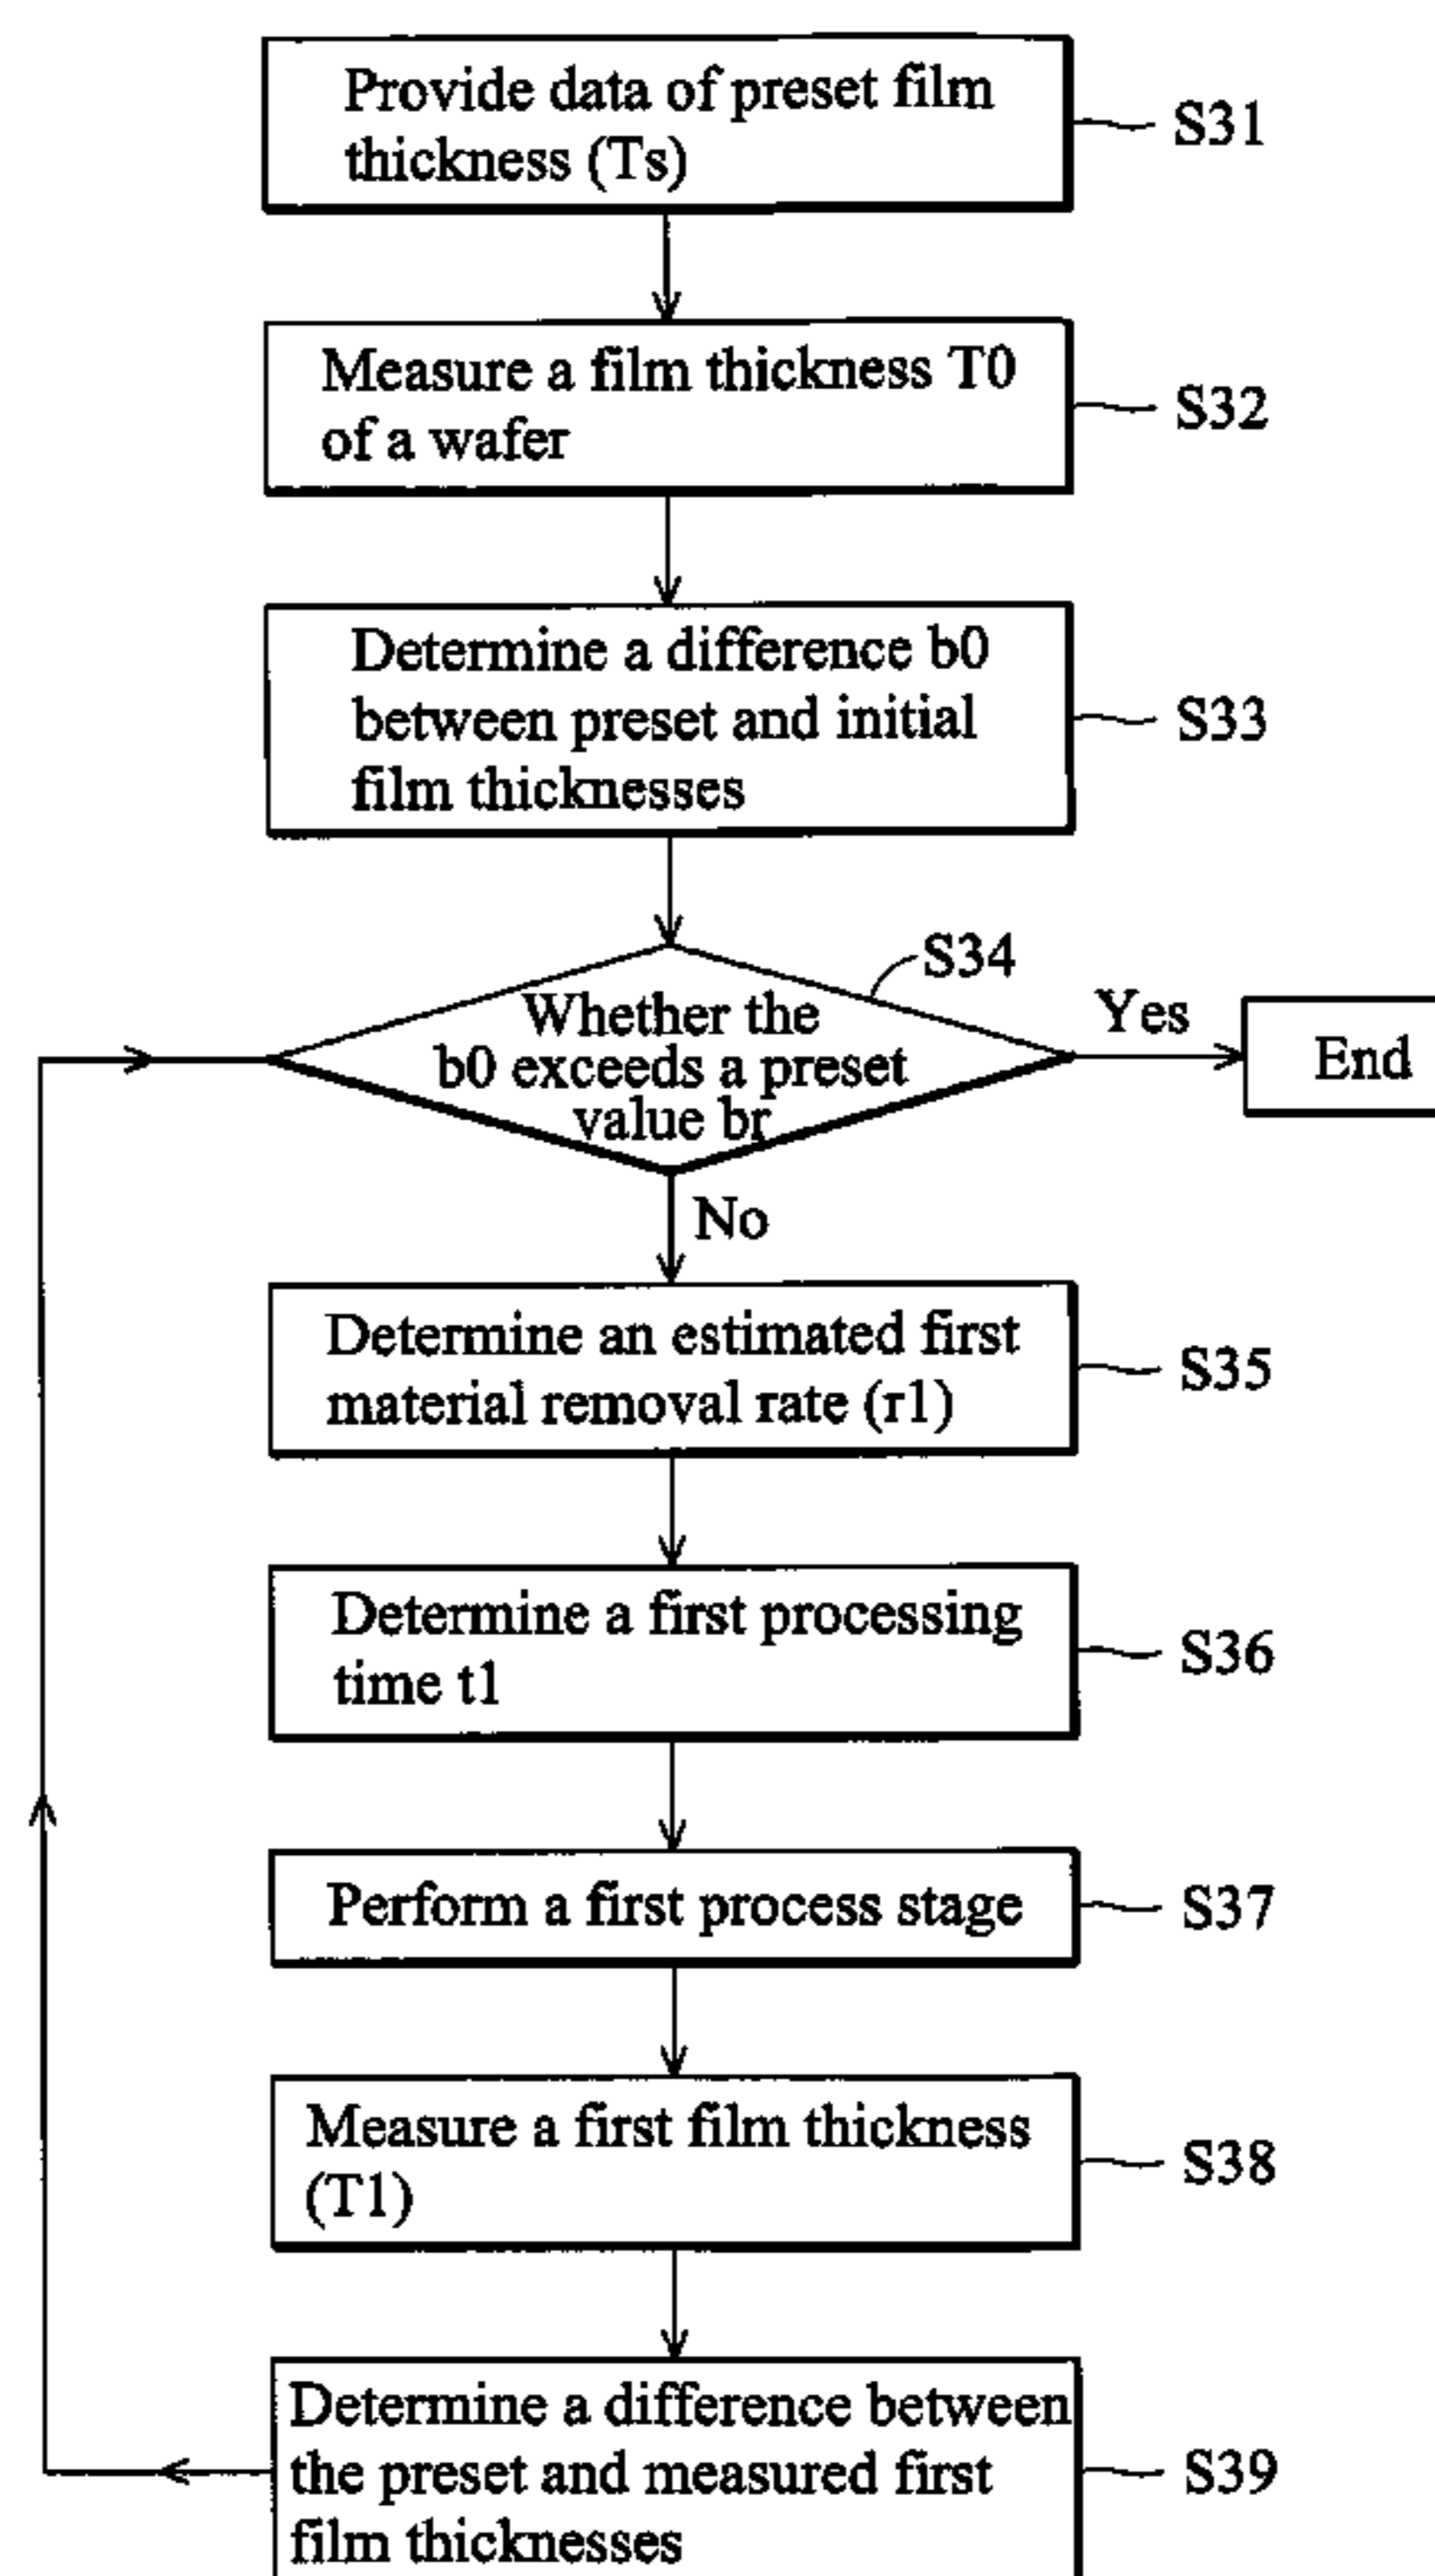 Provide data of preset film
thickness (Ts)
S31
Measure a film thickness T0
of a wafer
S32
Determine a difference b0
between preset and initial
film thicknesses
S33
S34
Whether the
b0 exceeds a preset
value br
Yes
End
No
Determine an estimated first
material removal rate (r1)
S35
Determine a first processing
time t1
S36
Perform a first process stage
S37
Measure a first film thickness
(T1)
S38
Determine a difference between
the preset and measured first
film thicknesses
S39